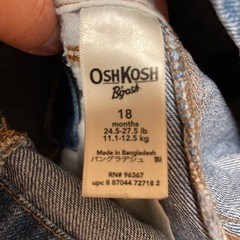 OSHKOSH
B'gosh
18
months
24.5-27.5 lb
11.1-12.5 kg
Made in Bangladesh
バングラデシュ 製
RN# 96367
upc 8 87044 72718 2